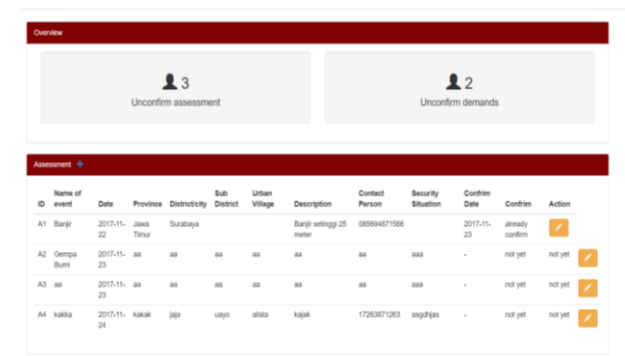 Overview
3
Unconfirm assessment
2
Unconfirm demands
Assessment
ID Name of event Date Province District/city Sub District Urban Village Description Contact Person Security Situation Confrim Date Confrim Action
A1 Banjir 2017-11-22 Jawa Timur Surabaya Banjir setinggi 25 meter 085694871566 2017-11-23 already confirm
A2 Gempa Bumi 2017-11-23 aa aa aa aa aa aa aaa - not yet not yet
A3 aa 2017-11-23 aa aa aa aa aa aa aaa - not yet not yet
A4 kakka 2017-11-24 kakak jaja uayo allala kajak 17263871263 asgdhjas - not yet not yet